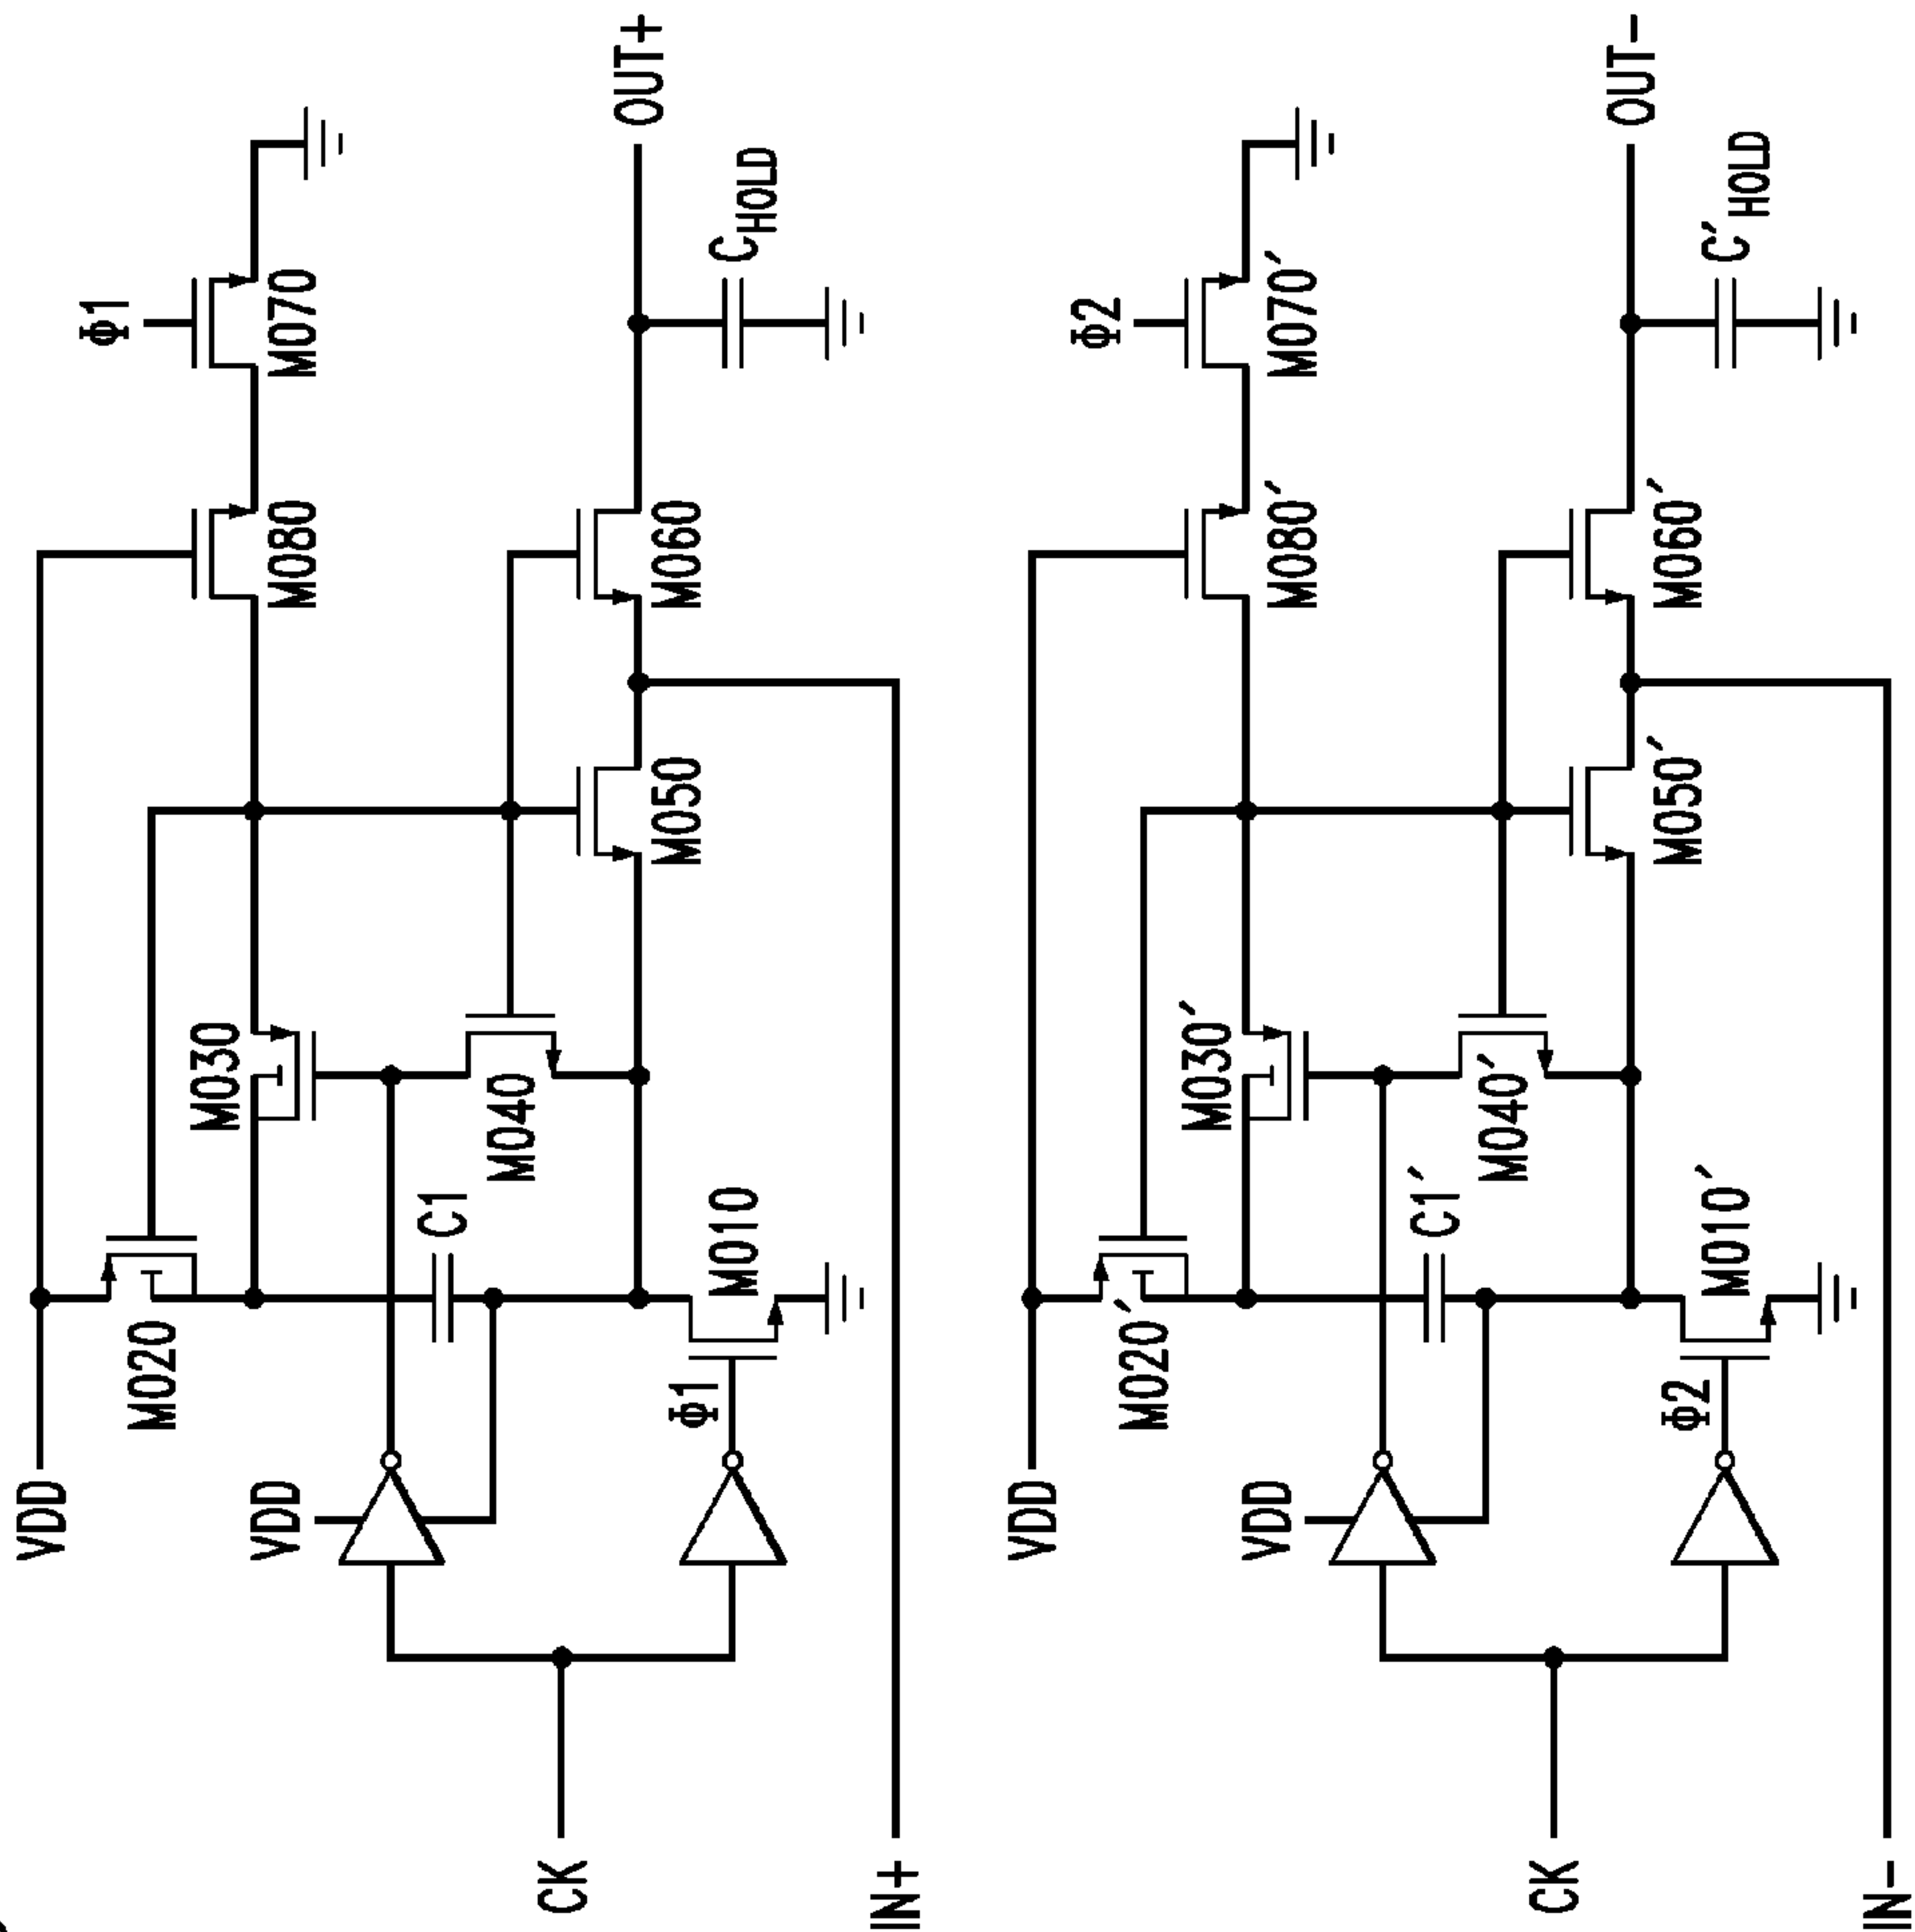 VDD
M020
VDD
M030
C1
M040
M080
Φ1
M070
OUT+
CHOLD
M060
M050
M010
Φ1
CK
IN+
VDD
M020′
VDD
M030′
C1′
M040′
M080′
Φ2
M070′
OUT-
C′HOLD
M060′
M050′
M010′
Φ2
CK
IN-